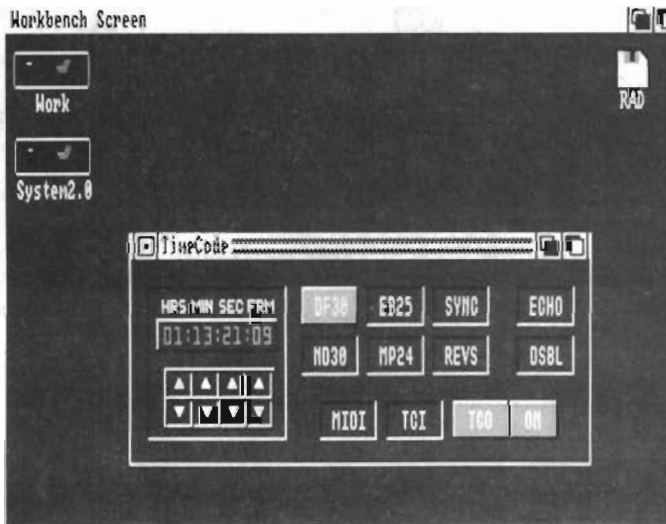 Workbench Screen
Work
RAD
System2.0
TimeCode
HRS MIN SEC FRM
01:13:21:09
DF30 EB25 SYNC ECHO
ND30 MP24 REVS DSBL
MIDI TCI TCO ON